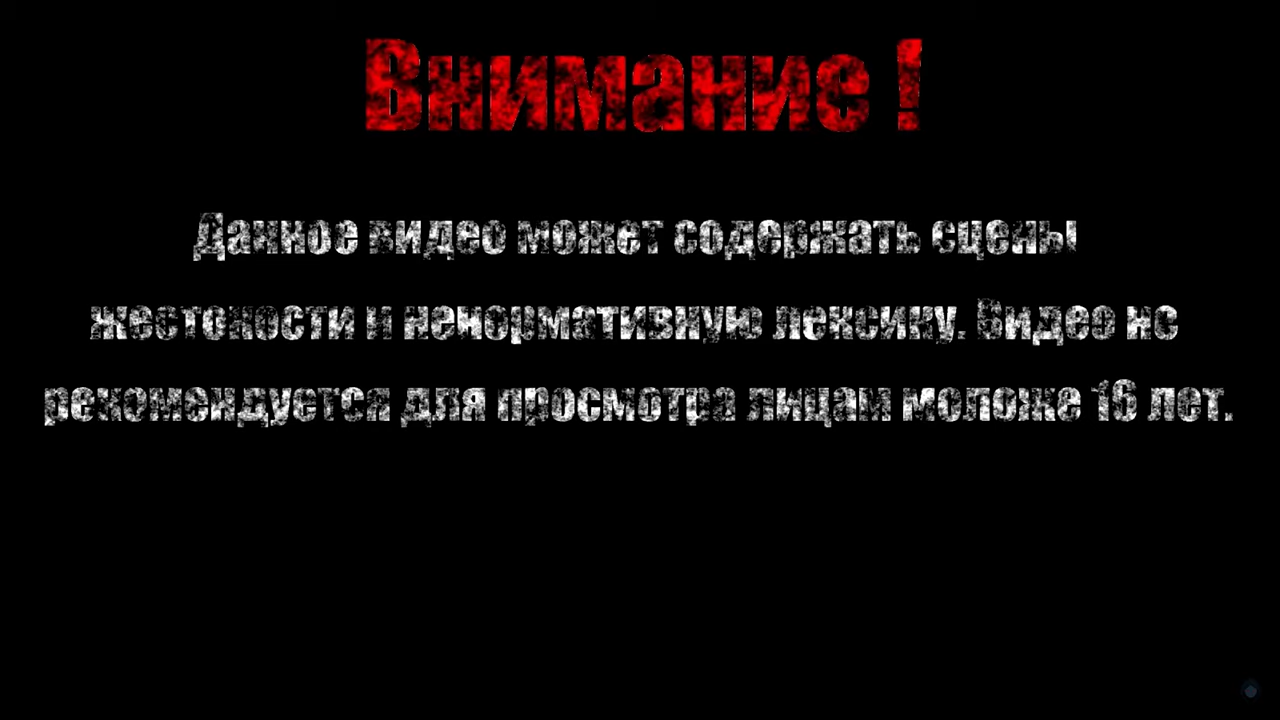 Внимание !
Данное видео может содержать сцены
жестокости и ненормативную лексику. Видео не
рекомендуется для просмотра лицам моложе 16 лет.